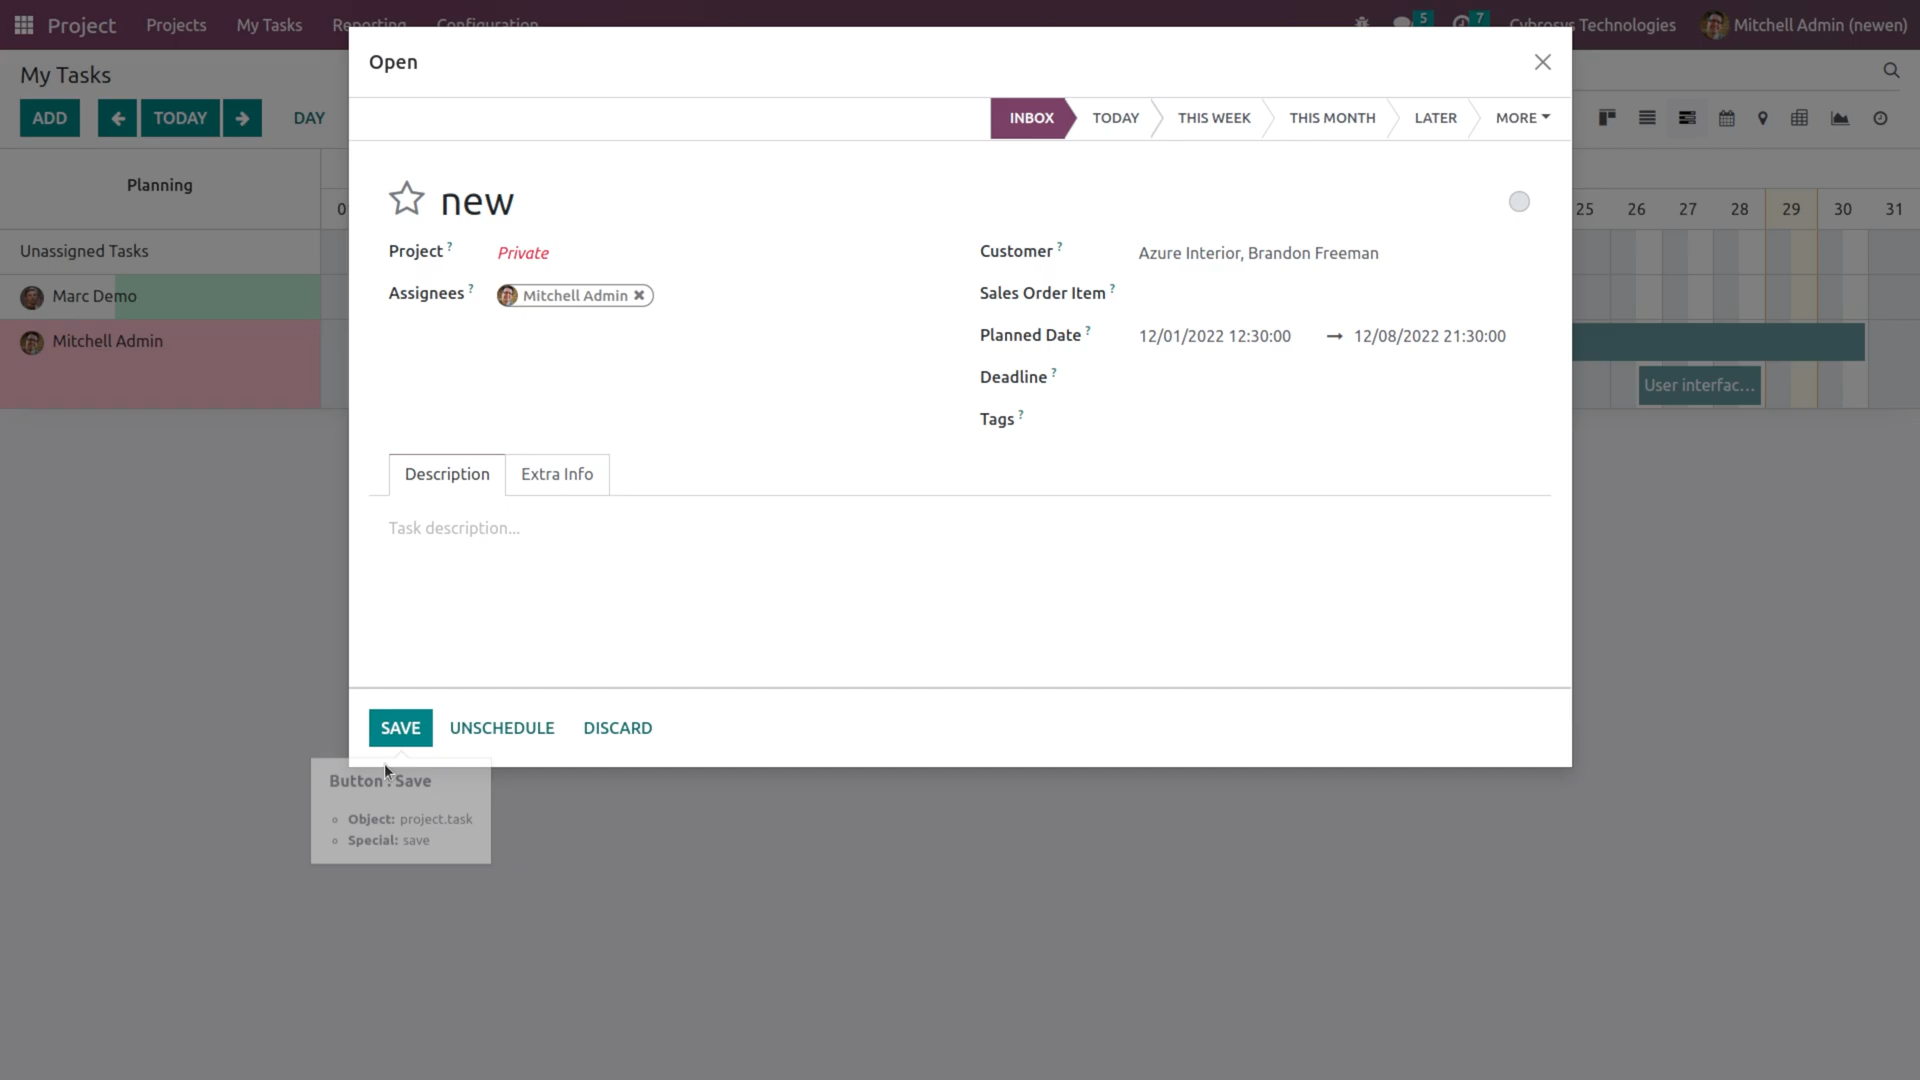 Project Projects My Tasks Reporting Configuration 5 7 Cybrosys Technologies Mitchell Admin (newen)
My Tasks
Open
ADD TODAY DAY
INBOX TODAY THIS WEEK THIS MONTH LATER MORE
Planning
new
0 25 26 27 28 29 30 31
Unassigned Tasks
Project ? Private
Customer ? Azure Interior, Brandon Freeman
Marc Demo
Assignees ? Mitchell Admin
Sales Order Item ?
Mitchell Admin
Planned Date ? 12/01/2022 12:30:00 → 12/08/2022 21:30:00
Deadline ?
User interfac...
Tags ?
Description Extra Info
Task description...
SAVE UNSCHEDULE DISCARD
Button : Save
Object: project.task
Special: save